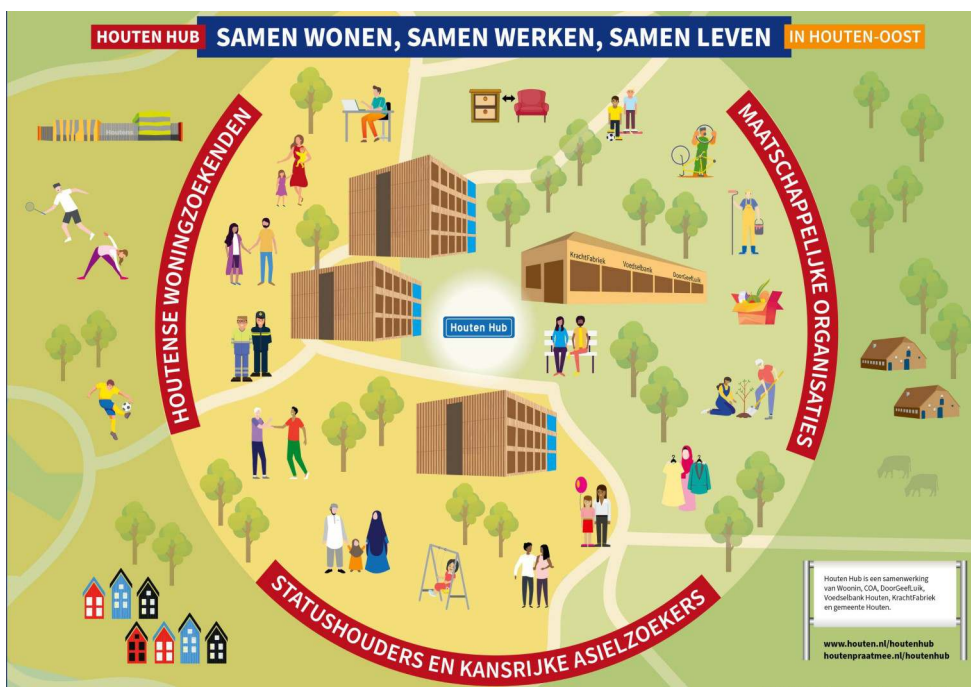 HOUTEN HUB
SAMEN WONEN, SAMEN WERKEN, SAMEN LEVEN
IN HOUTEN-OOST
HOUTENSE WONINGZOEKENDEN
MAATSCHAPPELIJKE ORGANISATIES
KrachtFabriek
Voedselbank
DoorGeefLuik
Houten Hub
STATUSHOUDERS EN KANSRIJKE ASIELZOEKERS
Houten Hub is een samenwerking
van Woonin, COA, DoorGeefLuik,
Voedselbank Houten, KrachtFabriek
en gemeente Houten.
www.houten.nl/houtenhub
houtenpraatmee.nl/houtenhub